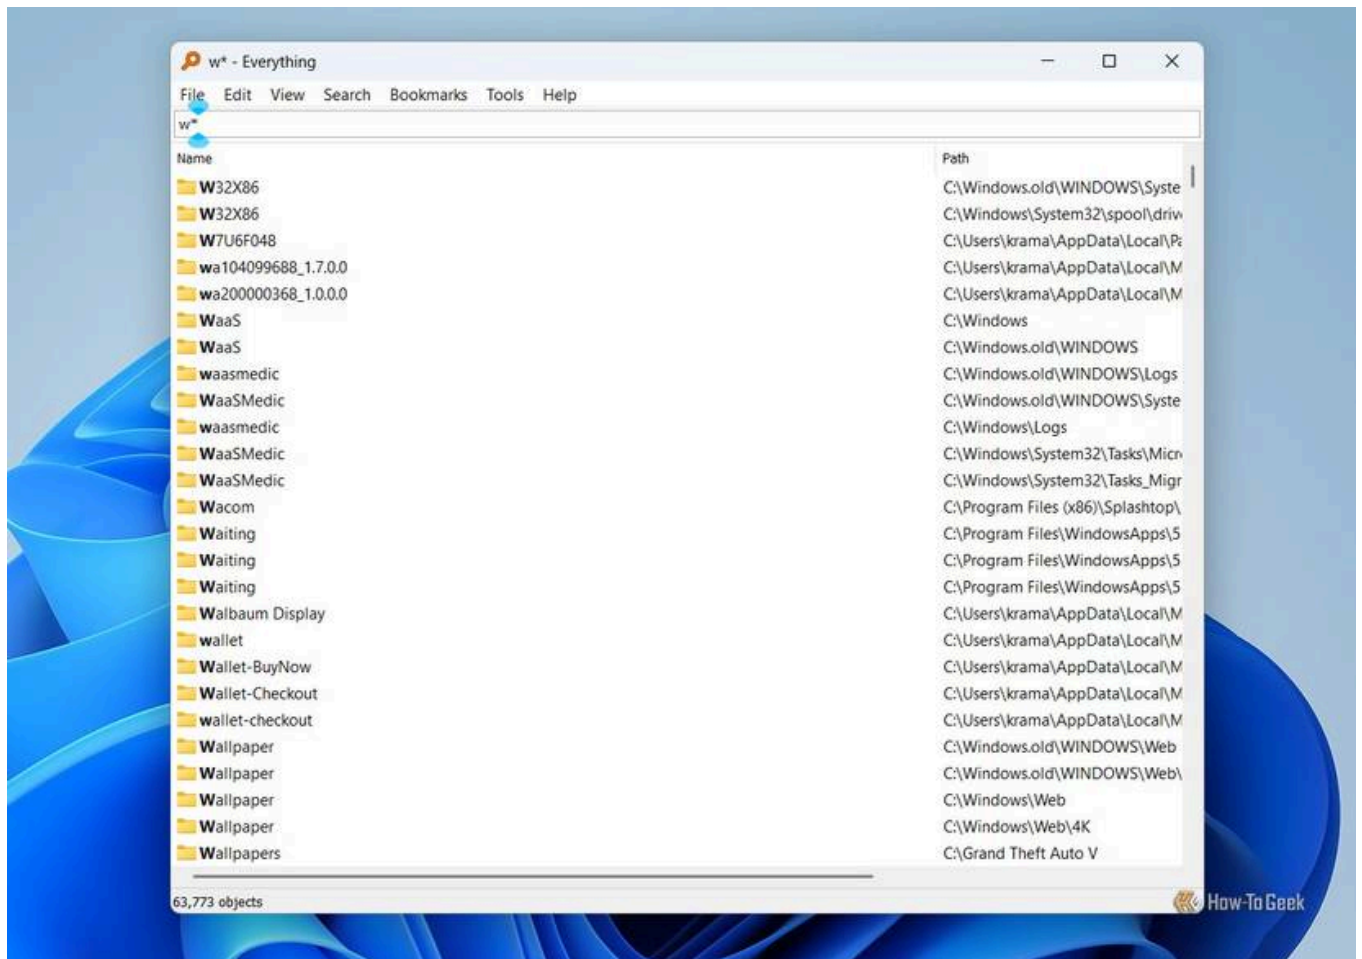 w* - Everything
File Edit View Search Bookmarks Tools Help
w*
Name Path
W32X86 C:\Windows.old\WINDOWS\Syste
W32X86 C:\Windows\System32\spool\driv
W7U6F048 C:\Users\krama\AppData\Local\Pa
wa104099688_1.7.0.0 C:\Users\krama\AppData\Local\M
wa200000368_1.0.0.0 C:\Users\krama\AppData\Local\M
WaaS C:\Windows
WaaS C:\Windows.old\WINDOWS
waasmedic C:\Windows.old\WINDOWS\Logs
WaaSMedic C:\Windows.old\WINDOWS\Syste
waasmedic C:\Windows\Logs
WaaSMedic C:\Windows\System32\Tasks\Micr
WaaSMedic C:\Windows\System32\Tasks_Migr
Wacom C:\Program Files (x86)\Splashtop\
Waiting C:\Program Files\WindowsApps\5
Waiting C:\Program Files\WindowsApps\5
Waiting C:\Program Files\WindowsApps\5
Walbaum Display C:\Users\krama\AppData\Local\M
wallet C:\Users\krama\AppData\Local\M
Wallet-BuyNow C:\Users\krama\AppData\Local\M
Wallet-Checkout C:\Users\krama\AppData\Local\M
wallet-checkout C:\Users\krama\AppData\Local\M
Wallpaper C:\Windows.old\WINDOWS\Web
Wallpaper C:\Windows.old\WINDOWS\Web\
Wallpaper C:\Windows\Web
Wallpaper C:\Windows\Web\4K
Wallpapers C:\Grand Theft Auto V
63,773 objects
How-To Geek